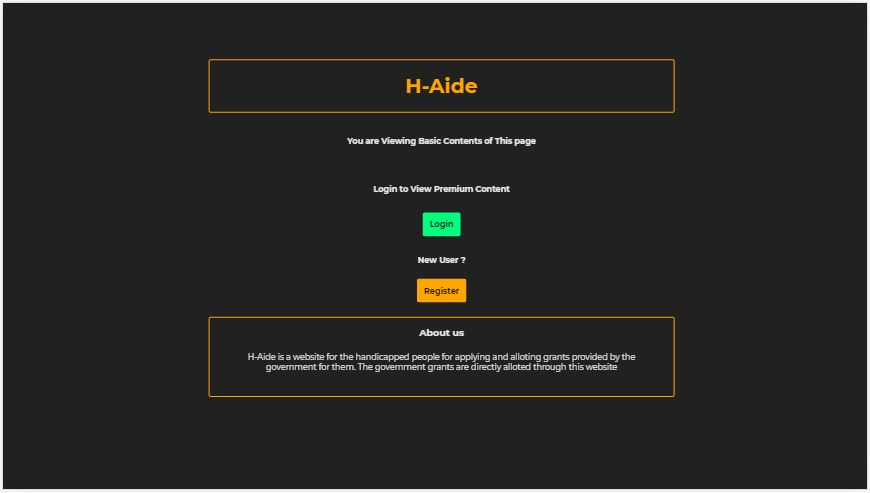 H-Aide
You are Viewing Basic Contents of This page
Login to View Premium Content
Login
New User ?
Register
About us
H-Aide is a website for the handicapped people for applying and alloting grants provided by the
government for them. The government grants are directly alloted through this website